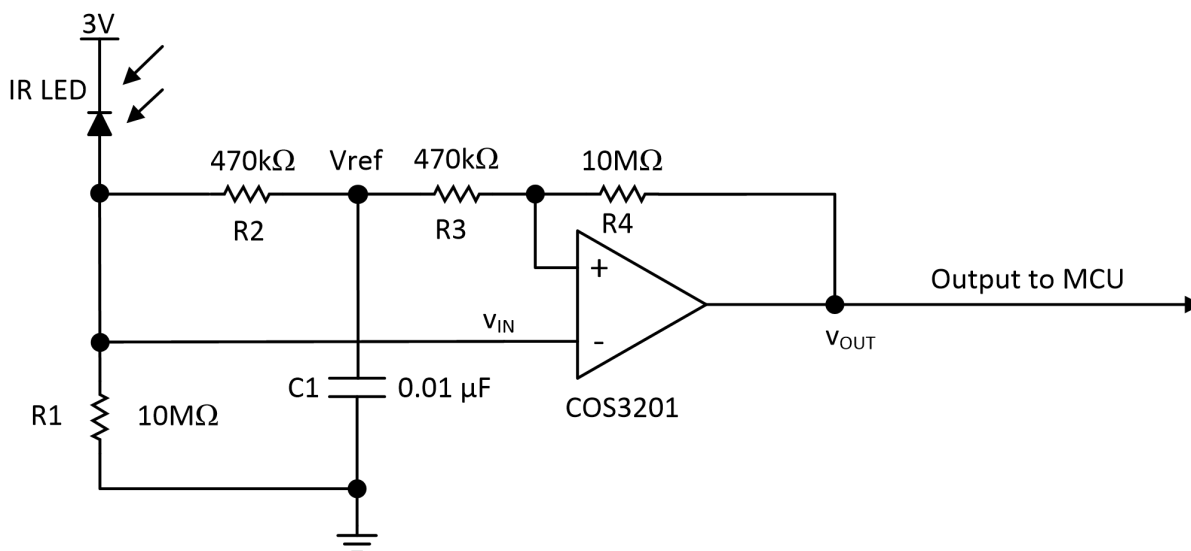 3V
IR LED
470kΩ
Vref
470kΩ
10MΩ
R2
R3
R4
+
Output to MCU
vIN
-
vOUT
C1
0.01 µF
COS3201
R1
10MΩ